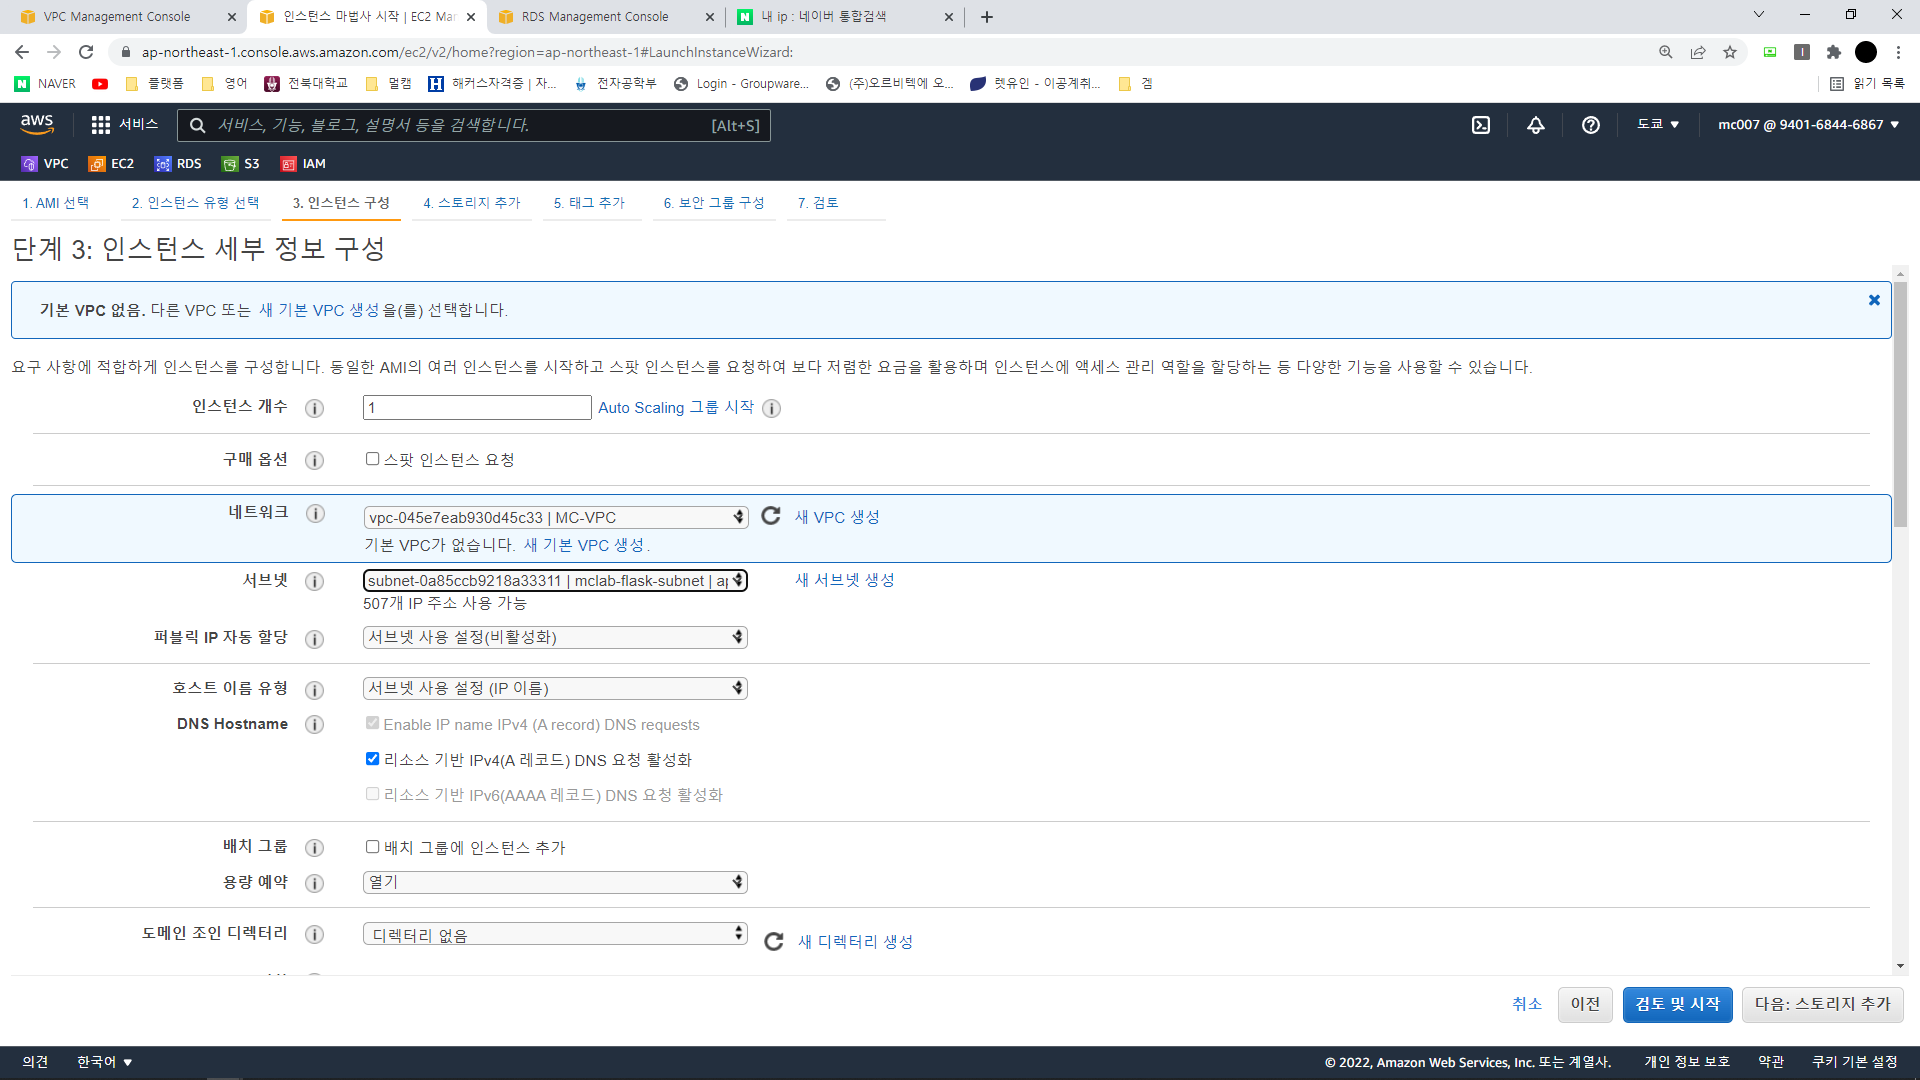 VPC Management Console
인스턴스 마법사 시작 | EC2 Mar
RDS Management Console
내 ip : 네이버 통합검색
ap-northeast-1.console.aws.amazon.com/ec2/v2/home?region=ap-northeast-1#LaunchInstanceWizard:
NAVER 플랫폼 영어 전북대학교 멀캠 해커스자격증 | 자... 전자공학부 Login - Groupware... (주)오르비텍에 오... 렛유인 - 이공계취... 겜 읽기 목록
aws 서비스 서비스, 기능, 블로그, 설명서 등을 검색합니다. [Alt+S] 도쿄 ▼ mc007 @ 9401-6844-6867 ▼
VPC EC2 RDS S3 IAM
1. AMI 선택 2. 인스턴스 유형 선택 3. 인스턴스 구성 4. 스토리지 추가 5. 태그 추가 6. 보안 그룹 구성 7. 검토
단계 3: 인스턴스 세부 정보 구성
기본 VPC 없음. 다른 VPC 또는 새 기본 VPC 생성을(를) 선택합니다.
요구 사항에 적합하게 인스턴스를 구성합니다. 동일한 AMI의 여러 인스턴스를 시작하고 스팟 인스턴스를 요청하여 보다 저렴한 요금을 활용하며 인스턴스에 액세스 관리 역할을 할당하는 등 다양한 기능을 사용할 수 있습니다.
인스턴스 개수 1 Auto Scaling 그룹 시작
구매 옵션 스팟 인스턴스 요청
네트워크 vpc-045e7eab930d45c33 | MC-VPC 새 VPC 생성
기본 VPC가 없습니다. 새 기본 VPC 생성.
서브넷 subnet-0a85ccb9218a33311 | mclab-flask-subnet | ap 새 서브넷 생성
507개 IP 주소 사용 가능
퍼블릭 IP 자동 할당 서브넷 사용 설정(비활성화)
호스트 이름 유형 서브넷 사용 설정 (IP 이름)
DNS Hostname Enable IP name IPv4 (A record) DNS requests
리소스 기반 IPv4(A 레코드) DNS 요청 활성화
리소스 기반 IPv6(AAAA 레코드) DNS 요청 활성화
배치 그룹 배치 그룹에 인스턴스 추가
용량 예약 열기
도메인 조인 디렉터리 디렉터리 없음 새 디렉터리 생성
취소 이전 검토 및 시작 다음: 스토리지 추가
의견 한국어 ▼ © 2022, Amazon Web Services, Inc. 또는 계열사. 개인 정보 보호 약관 쿠키 기본 설정